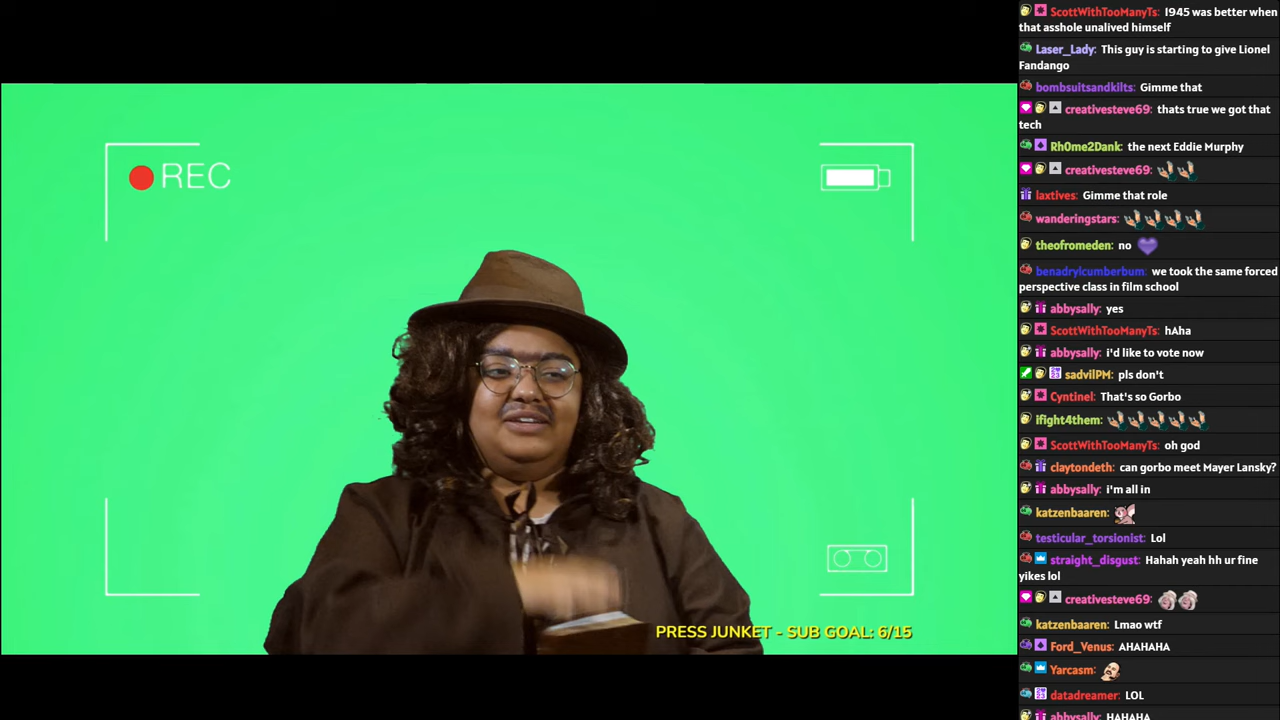 REC
PRESS JUNKET - SUB GOAL: 6/15
ScottWithTooManyTs: 1945 was better when
that asshole unalived himself
Laser_Lady: This guy is starting to give Lionel
Fandango
bombsuitsandkilts: Gimme that
creativesteve69: thats true we got that
tech
Rh0me2Dank: the next Eddie Murphy
creativesteve69:
laxtives: Gimme that role
wanderingstars:
theofromeden: no
benadrylcumberbum: we took the same forced
perspective class in film school
abbysally: yes
ScottWithTooManyTs: hAha
abbysally: i'd like to vote now
sadvilPM: pls don't
Cyntinel: That's so Gorbo
ifight4them:
ScottWithTooManyTs: oh god
claytondeth: can gorbo meet Mayer Lansky?
abbysally: i'm all in
katzenbaaren:
testicular_torsionist: Lol
straight_disgust: Hahah yeah hh ur fine
yikes lol
creativesteve69:
katzenbaaren: Lmao wtf
Ford_Venus: AHAHAHA
Yarcasm:
datadreamer: LOL
abbysally: HAHAHA